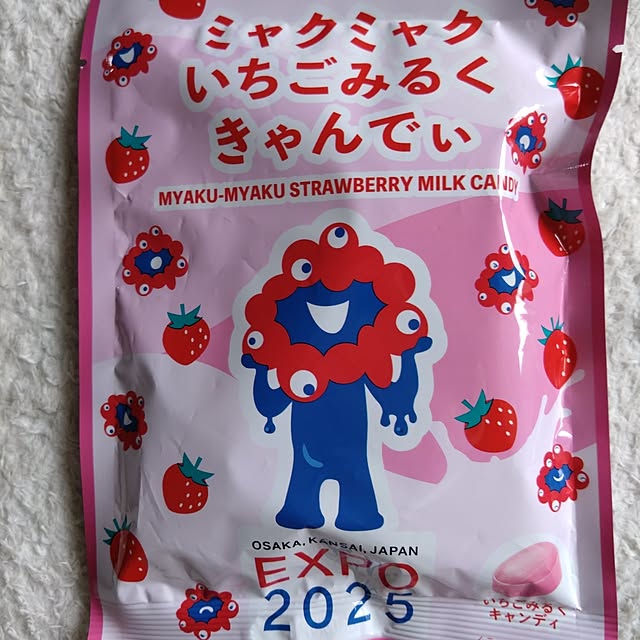 ミャクミャク
いちごみるく
きゃんでぃ
MYAKU-MYAKU STRAWBERRY MILK CANDY
OSAKA, KANSAI, JAPAN
EXPO
2025
いちごみるく
キャンディ